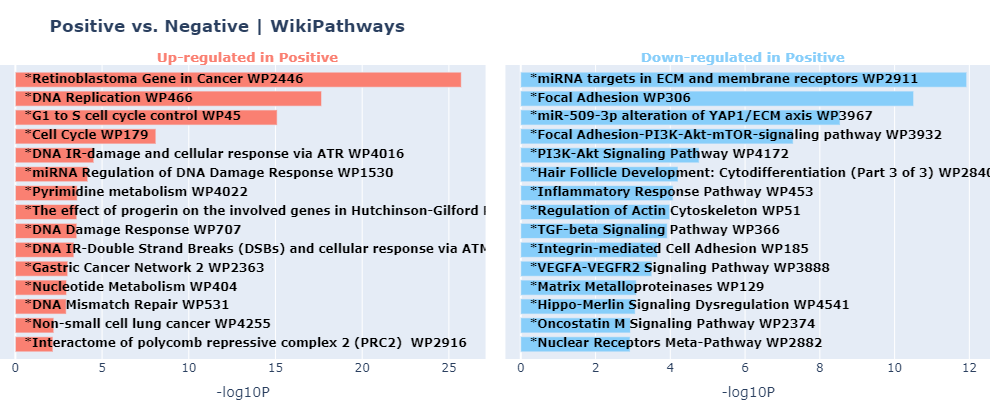 Positive vs. Negative | WikiPathways
Up-regulated in Positive
*Retinoblastoma Gene in Cancer WP2446
*DNA Replication WP466
*G1 to S cell cycle control WP45
*Cell Cycle WP179
*DNA IR-damage and cellular response via ATR WP4016
*miRNA Regulation of DNA Damage Response WP1530
*Pyrimidine metabolism WP4022
*The effect of progerin on the involved genes in Hutchinson-Gilford
*DNA Damage Response WP707
*DNA IR-Double Strand Breaks (DSBs) and cellular response via ATM
*Gastric Cancer Network 2 WP2363
*Nucleotide Metabolism WP404
*DNA Mismatch Repair WP531
*Non-small cell lung cancer WP4255
*Interactome of polycomb repressive complex 2 (PRC2)  WP2916
0 5 10 15 20 25
-log10P
Down-regulated in Positive
*miRNA targets in ECM and membrane receptors WP2911
*Focal Adhesion WP306
*miR-509-3p alteration of YAP1/ECM axis WP3967
*Focal Adhesion-PI3K-Akt-mTOR-signaling pathway WP3932
*PI3K-Akt Signaling Pathway WP4172
*Hair Follicle Development: Cytodifferentiation (Part 3 of 3) WP2840
*Inflammatory Response Pathway WP453
*Regulation of Actin Cytoskeleton WP51
*TGF-beta Signaling Pathway WP366
*Integrin-mediated Cell Adhesion WP185
*VEGFA-VEGFR2 Signaling Pathway WP3888
*Matrix Metalloproteinases WP129
*Hippo-Merlin Signaling Dysregulation WP4541
*Oncostatin M Signaling Pathway WP2374
*Nuclear Receptors Meta-Pathway WP2882
0 2 4 6 8 10 12
-log10P